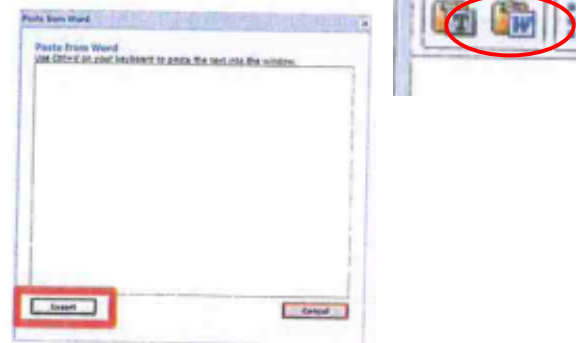 Paste from Word
Paste from Word
Use Ctrl+V on your keyboard to paste the text into the window.
Insert
Cancel
T
W